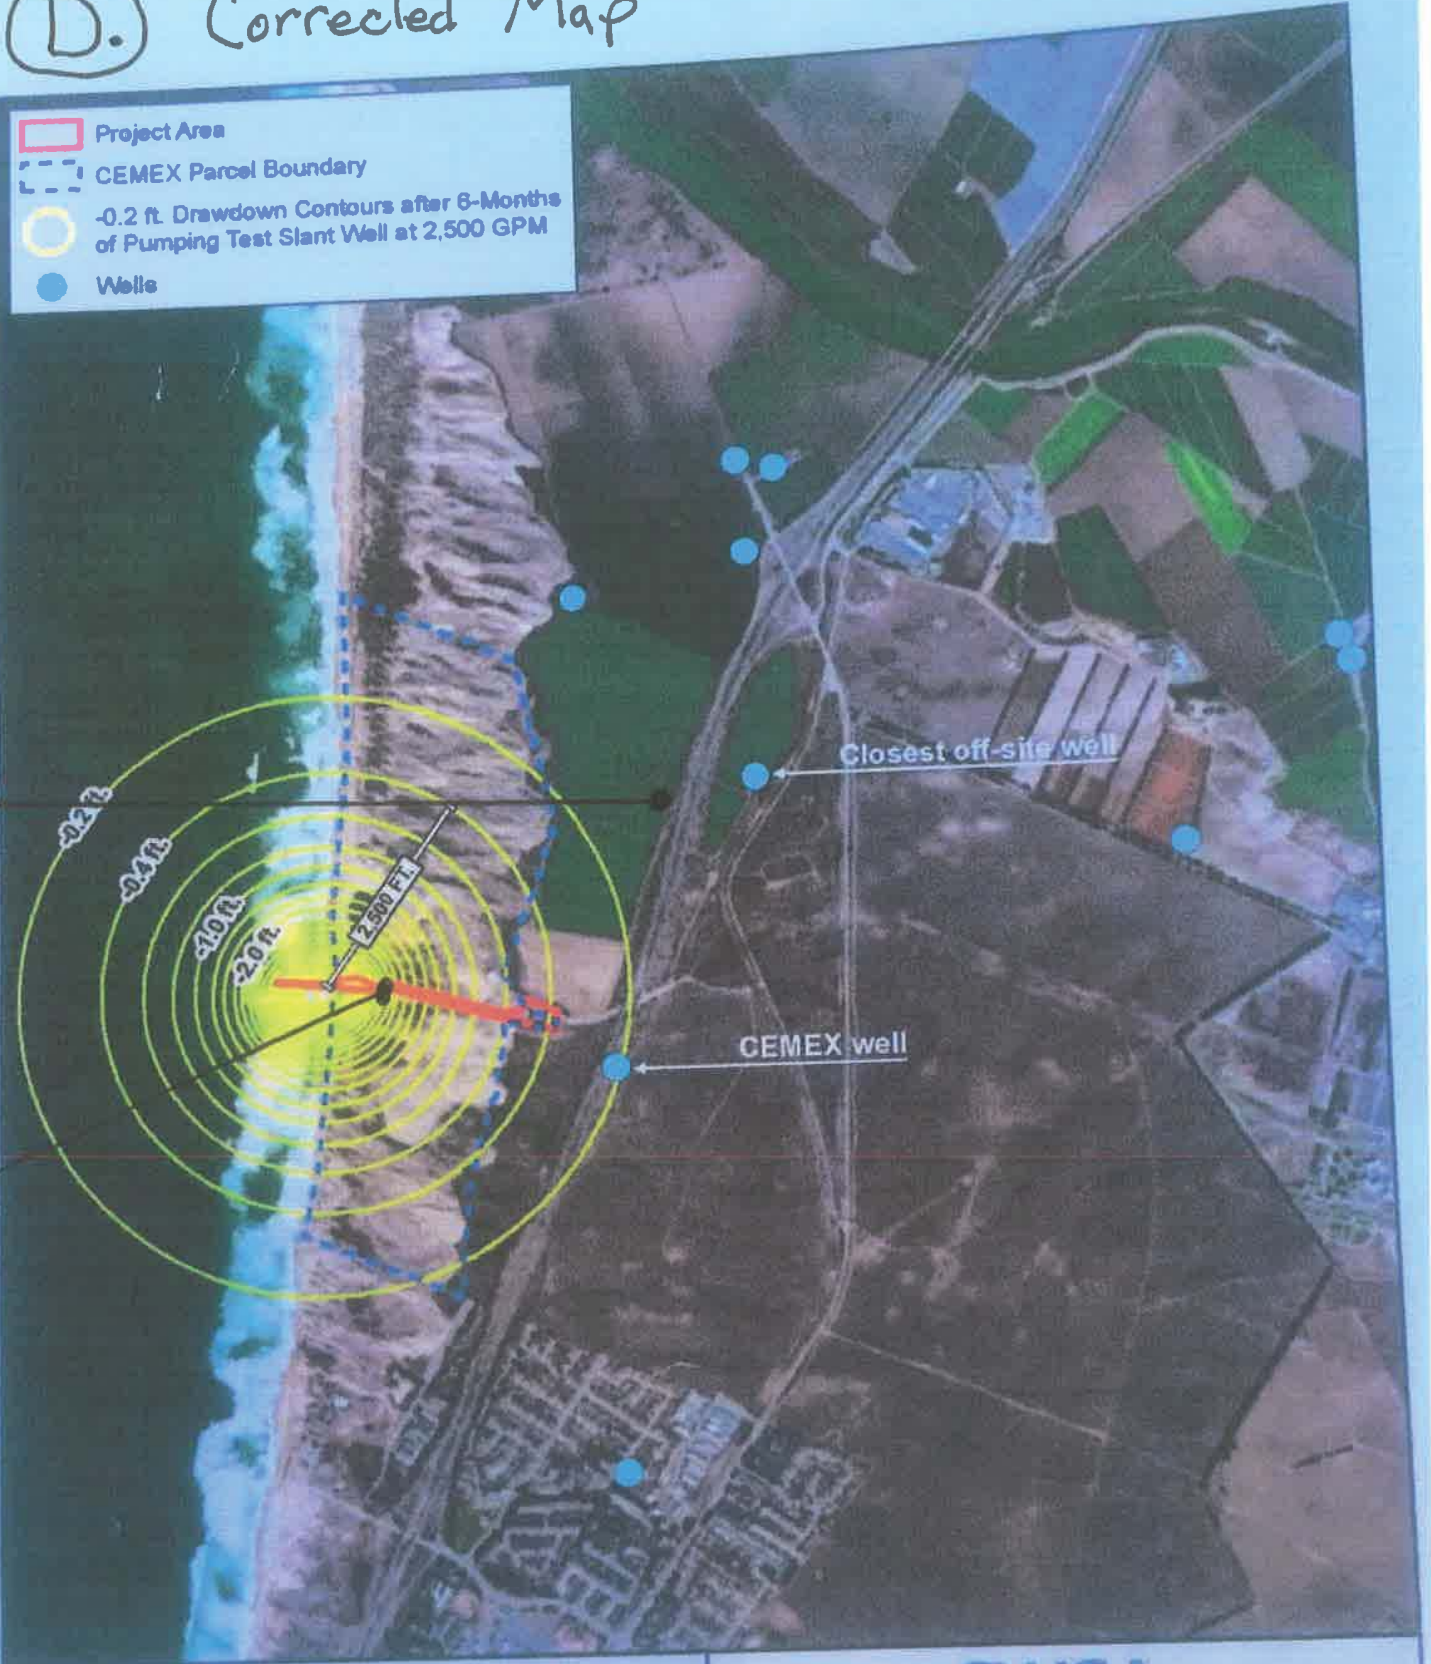 D. Corrected Map
Project Area
CEMEX Parcel Boundary
-0.2 ft. Drawdown Contours after 6-Months
of Pumping Test Slant Well at 2,500 GPM
Wells
Closest off-site well
-0.2 ft.
-0.4 ft.
2,500 FT.
-1.0 ft.
-2.0 ft.
CEMEX well